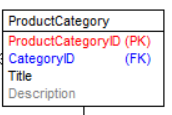 ProductCategory
ProductCategoryID (PK)
CategoryID (FK)
Title
Description